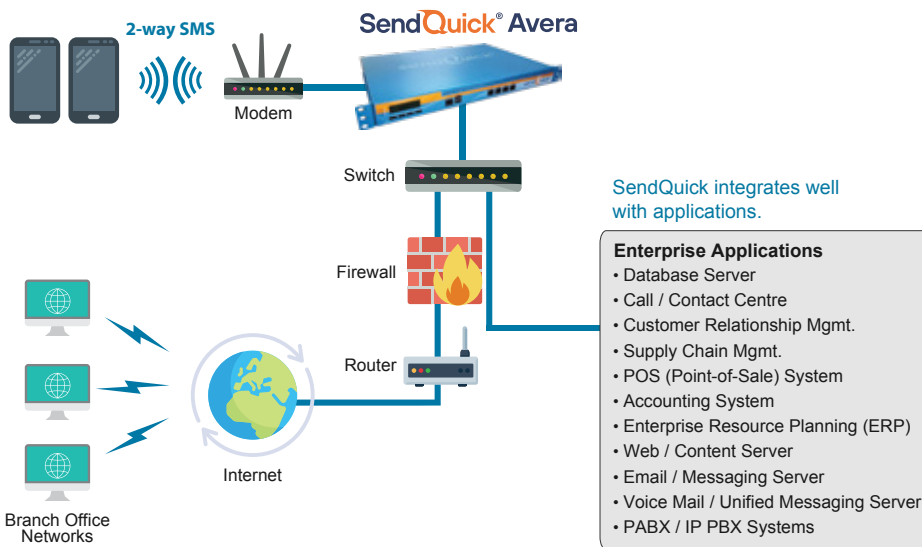 SendQuick® Avera
2-way SMS
Modem
Switch
SendQuick integrates well
with applications.
Firewall
Enterprise Applications
• Database Server
• Call / Contact Centre
• Customer Relationship Mgmt.
• Supply Chain Mgmt.
• POS (Point-of-Sale) System
• Accounting System
• Enterprise Resource Planning (ERP)
• Web / Content Server
• Email / Messaging Server
• Voice Mail / Unified Messaging Server
• PABX / IP PBX Systems
Router
Internet
Branch Office
Networks